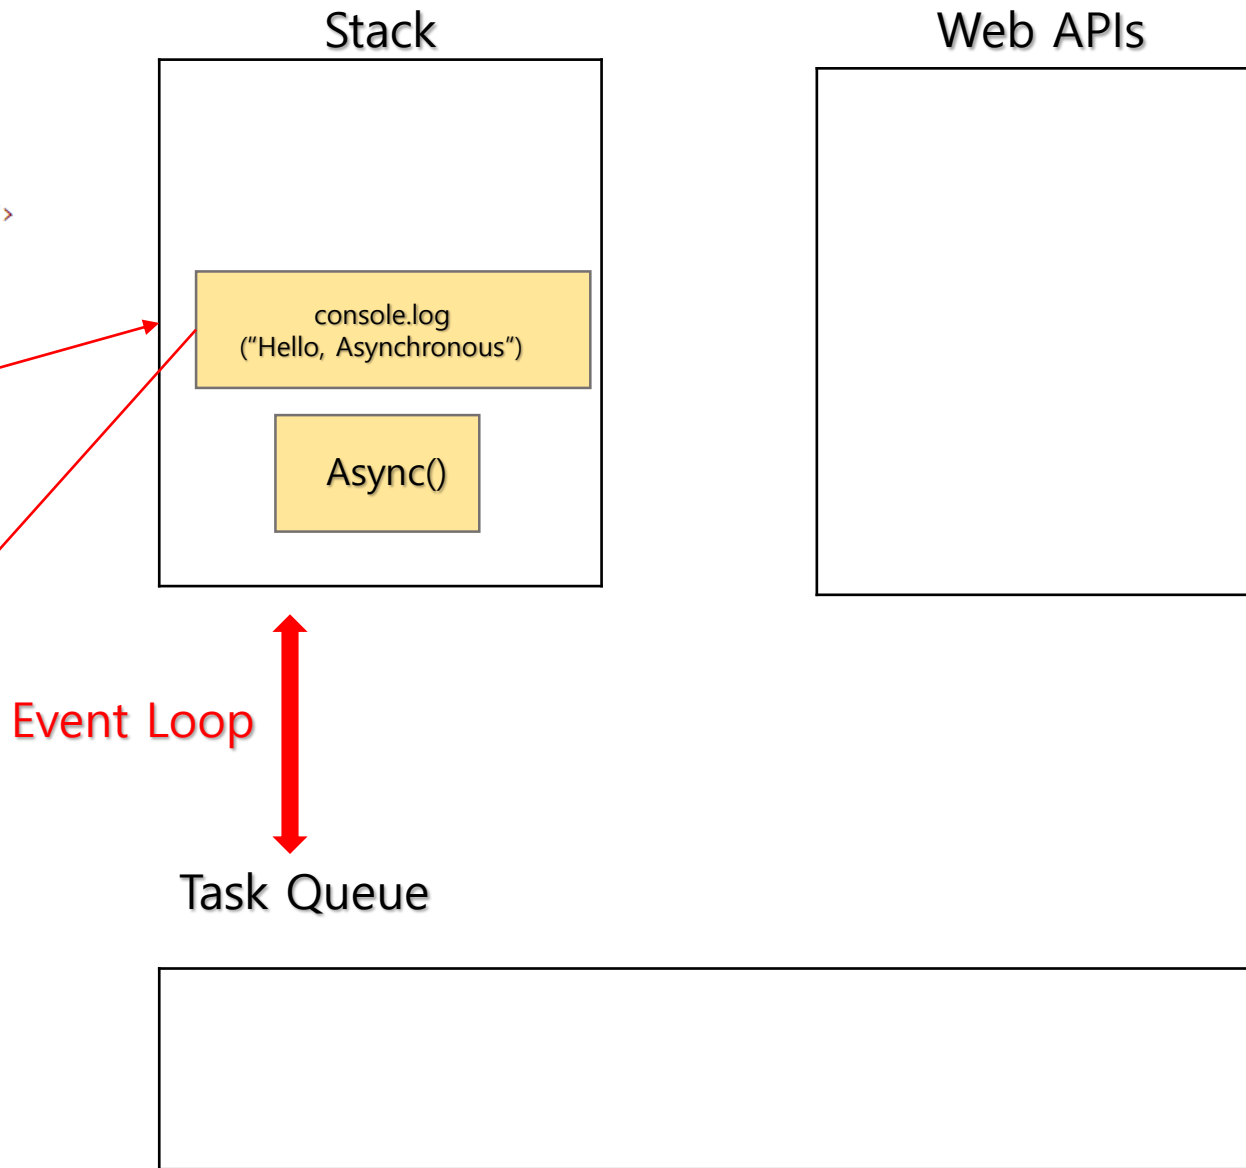 Stack
Web APIs
>
console.log
("Hello, Asynchronous")
Async()
Event Loop
Task Queue